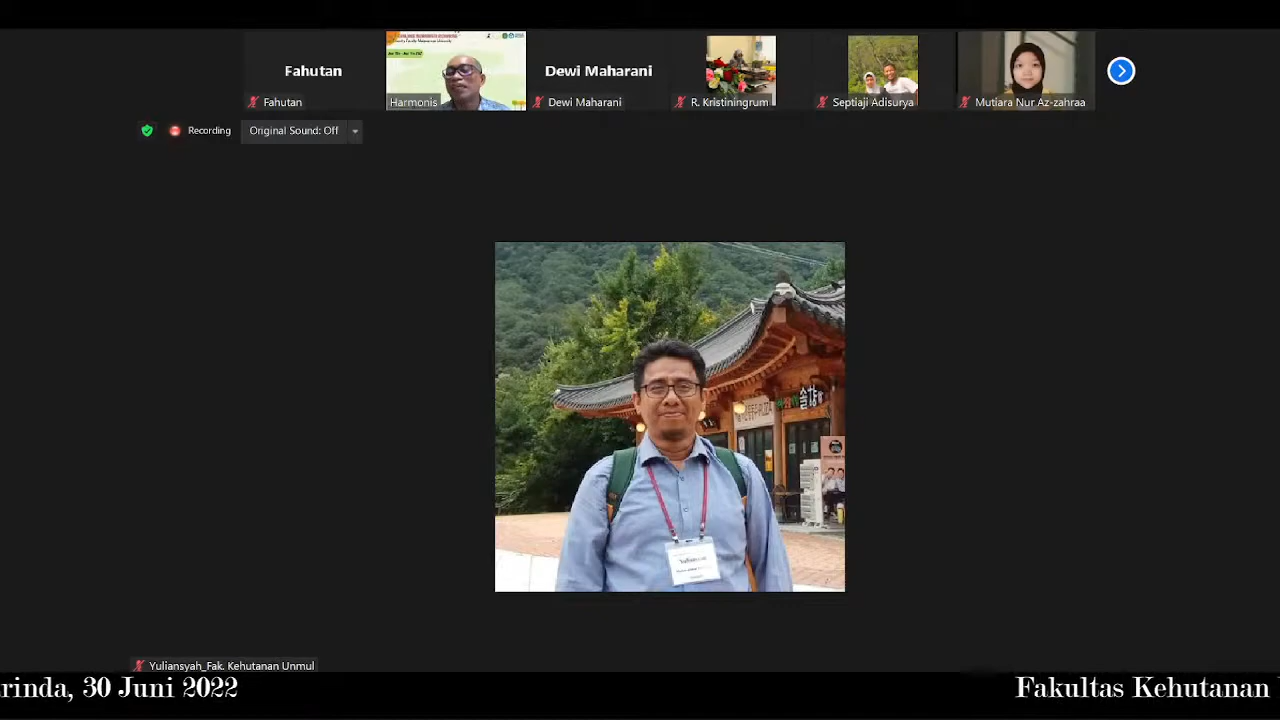 Fahutan
Fahutan
Harmonis
Dewi Maharani
Dewi Maharani
R. Kristiningrum
Septiaji Adisurya
Mutiara Nur Az-zahraa
Recording
Original Sound: Off
Yuliansyah_Fak. Kehutanan Unmul
rinda, 30 Juni 2022
Fakultas Kehutanan